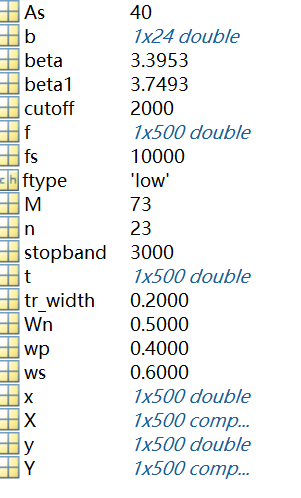 As 40
b 1x24 double
beta 3.3953
beta1 3.7493
cutoff 2000
f 1x500 double
fs 10000
ch ftype 'low'
M 73
n 23
stopband 3000
t 1x500 double
tr_width 0.2000
Wn 0.5000
wp 0.4000
ws 0.6000
x 1x500 double
X 1x500 comp...
y 1x500 double
Y 1x500 comp...